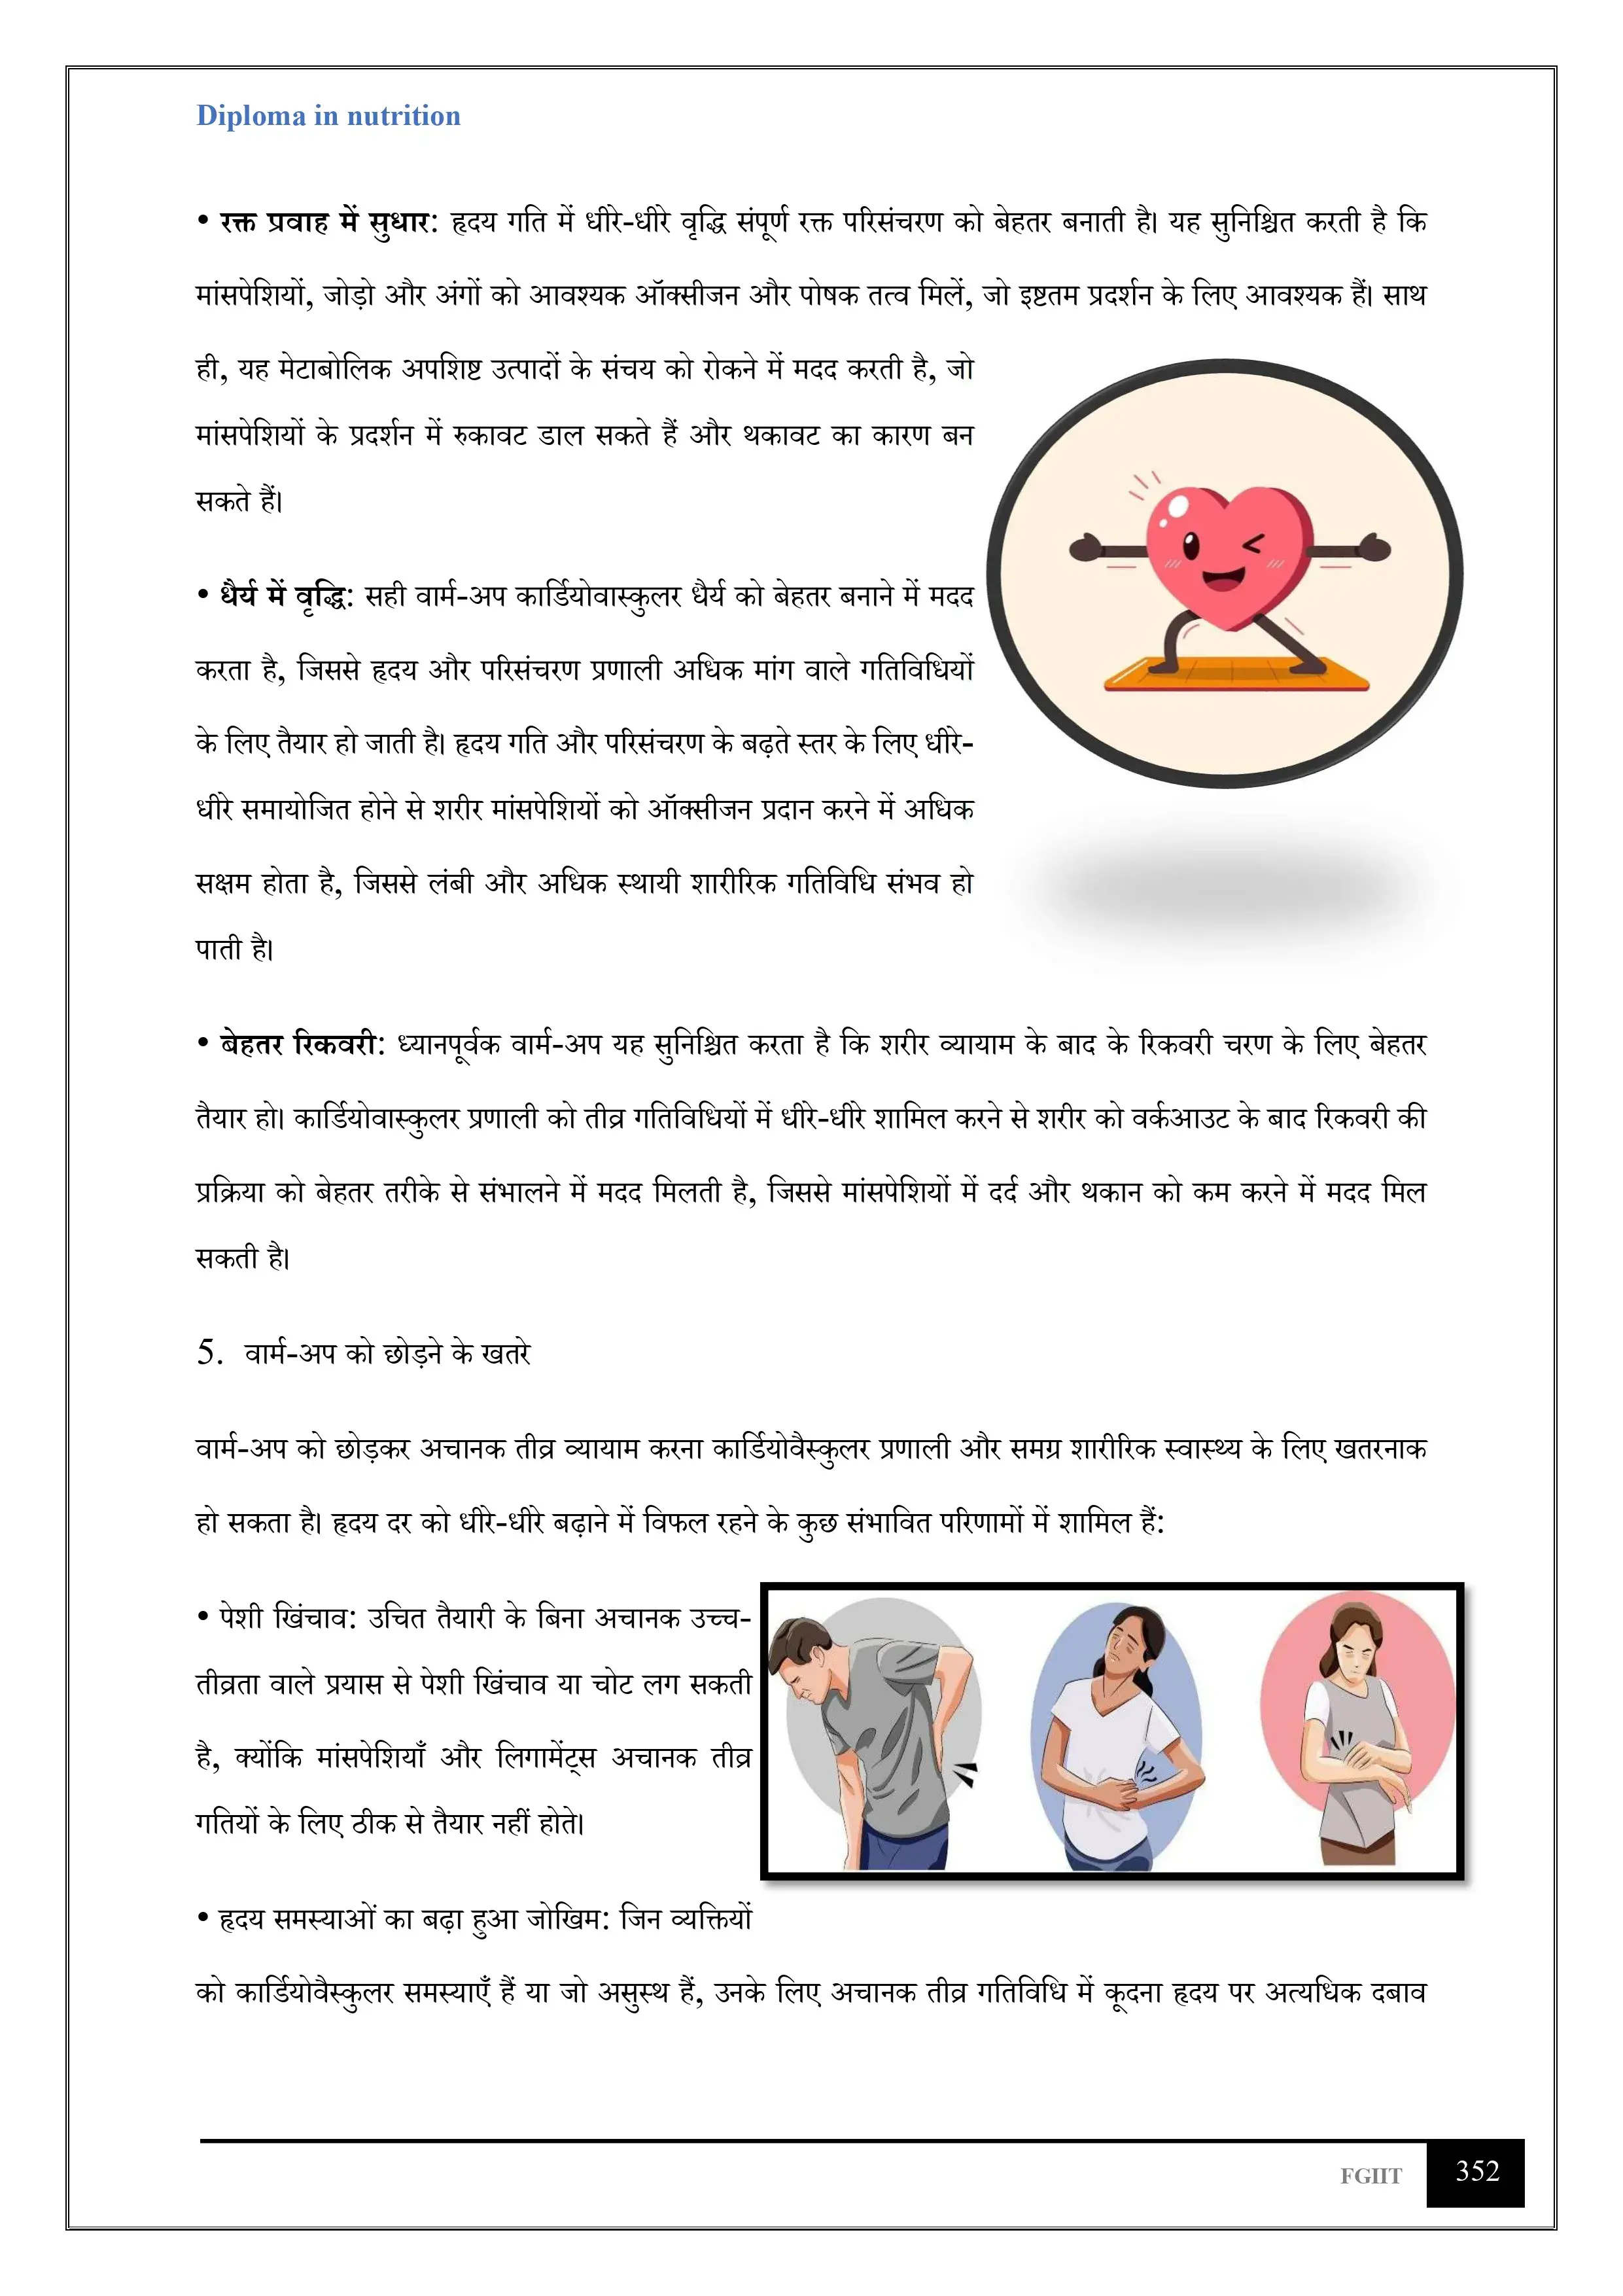 Diploma in nutrition
• रक्त प्रवाह में सुधार: हृदय गति में धीरे-धीरे वृद्धि संपूर्ण रक्त परिसंचरण को बेहतर बनाती है। यह सुनिश्चित करती है कि
मांसपेशियों, जोड़ो और अंगों को आवश्यक ऑक्सीजन और पोषक तत्व मिलें, जो इष्टतम प्रदर्शन के लिए आवश्यक हैं। साथ
ही, यह मेटाबोलिक अपशिष्ट उत्पादों के संचय को रोकने में मदद करती है, जो
मांसपेशियों के प्रदर्शन में रुकावट डाल सकते हैं और थकावट का कारण बन
सकते हैं।
• धैर्य में वृद्धि: सही वार्म-अप कार्डियोवास्कुलर धैर्य को बेहतर बनाने में मदद
करता है, जिससे हृदय और परिसंचरण प्रणाली अधिक मांग वाले गतिविधियों
के लिए तैयार हो जाती है। हृदय गति और परिसंचरण के बढ़ते स्तर के लिए धीरे-
धीरे समायोजित होने से शरीर मांसपेशियों को ऑक्सीजन प्रदान करने में अधिक
सक्षम होता है, जिससे लंबी और अधिक स्थायी शारीरिक गतिविधि संभव हो
पाती है।
• बेहतर रिकवरी: ध्यानपूर्वक वार्म-अप यह सुनिश्चित करता है कि शरीर व्यायाम के बाद के रिकवरी चरण के लिए बेहतर
तैयार हो। कार्डियोवास्कुलर प्रणाली को तीव्र गतिविधियों में धीरे-धीरे शामिल करने से शरीर को वर्कआउट के बाद रिकवरी की
प्रक्रिया को बेहतर तरीके से संभालने में मदद मिलती है, जिससे मांसपेशियों में दर्द और थकान को कम करने में मदद मिल
सकती है।
5. वार्म-अप को छोड़ने के खतरे
वार्म-अप को छोड़कर अचानक तीव्र व्यायाम करना कार्डियोवैस्कुलर प्रणाली और समग्र शारीरिक स्वास्थ्य के लिए खतरनाक
हो सकता है। हृदय दर को धीरे-धीरे बढ़ाने में विफल रहने के कुछ संभावित परिणामों में शामिल हैं:
• पेशी खिंचाव: उचित तैयारी के बिना अचानक उच्च-
तीव्रता वाले प्रयास से पेशी खिंचाव या चोट लग सकती
है, क्योंकि मांसपेशियाँ और लिगामेंट्स अचानक तीव्र
गतियों के लिए ठीक से तैयार नहीं होते।
• हृदय समस्याओं का बढ़ा हुआ जोखिम: जिन व्यक्तियों
को कार्डियोवैस्कुलर समस्याएँ हैं या जो असुस्थ हैं, उनके लिए अचानक तीव्र गतिविधि में कूदना हृदय पर अत्यधिक दबाव
FGIIT 352